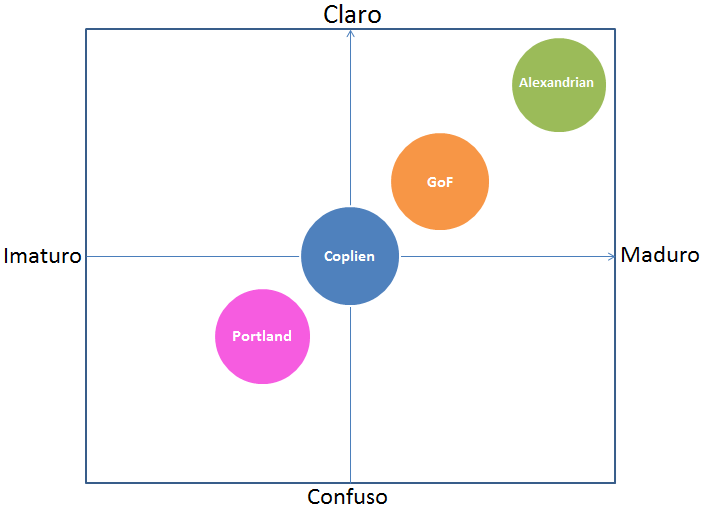 Claro
Alexandrian
GoF
Imaturo
Coplien
Maduro
Portland
Confuso